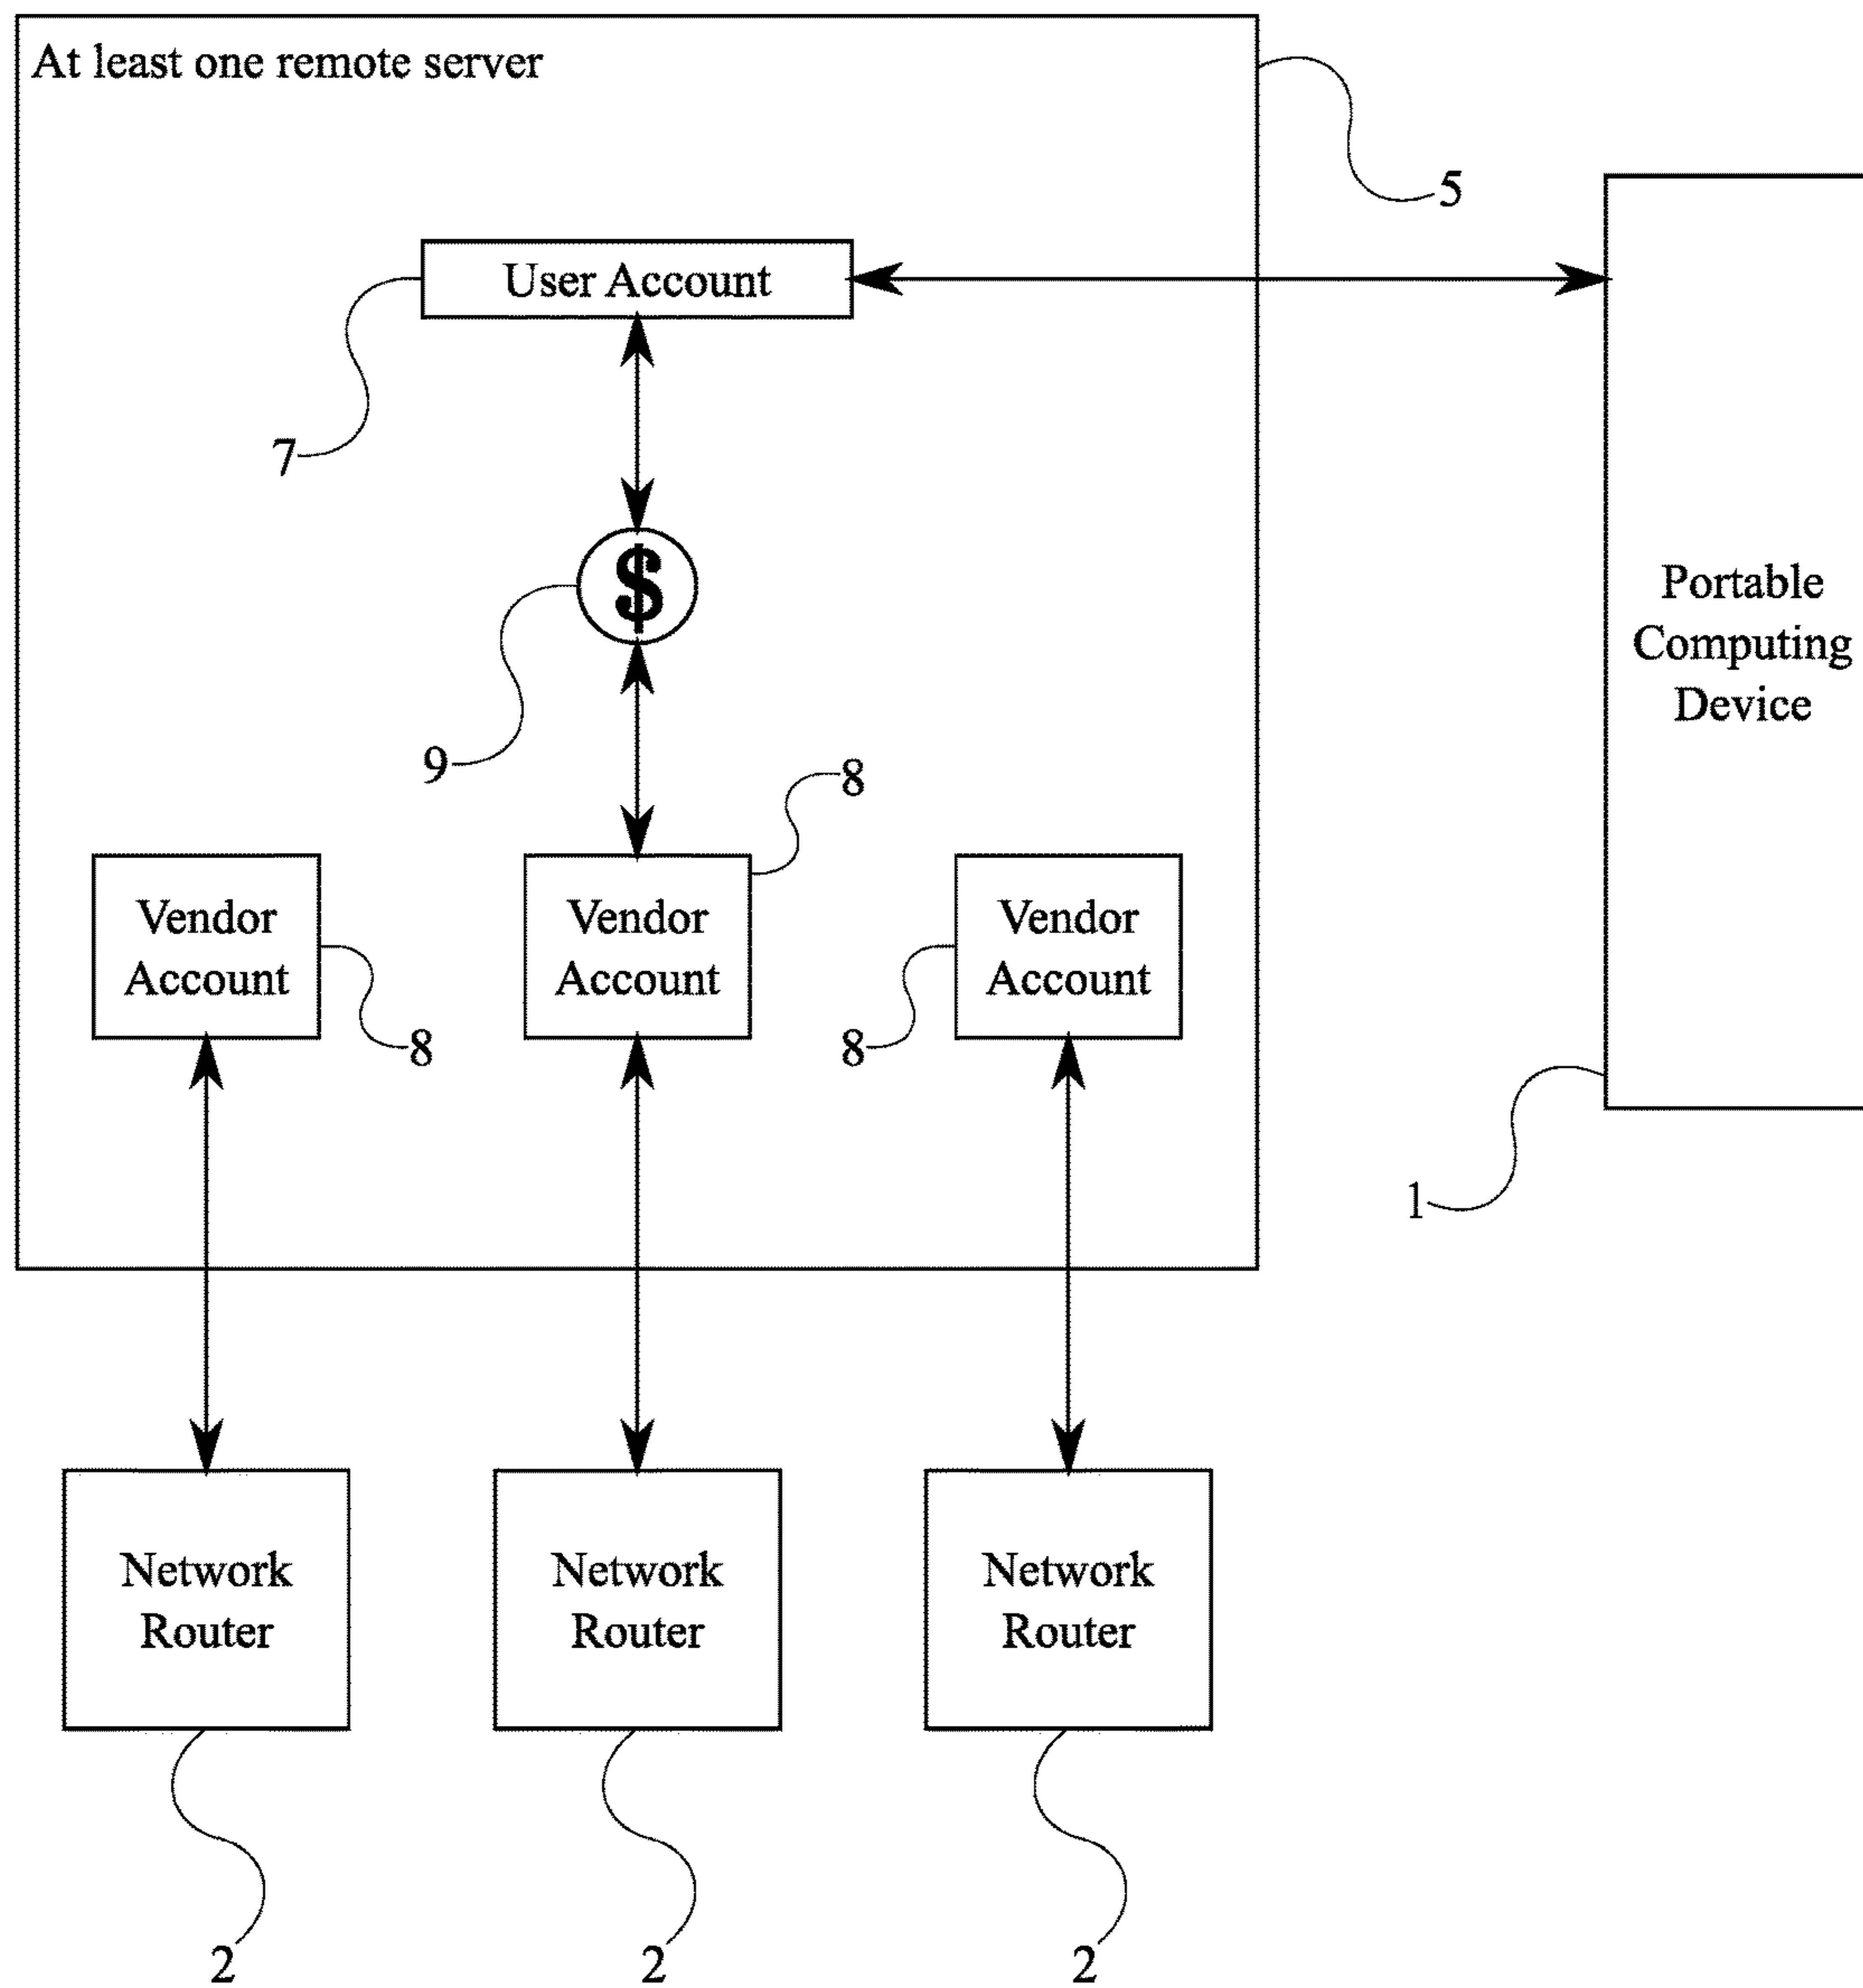 At least one remote server
5
User Account
7
$
Portable
Computing
Device
9
8
Vendor
Account
8
Vendor
Account
8
Vendor
Account
1
Network
Router
Network
Router
Network
Router
2
2
2